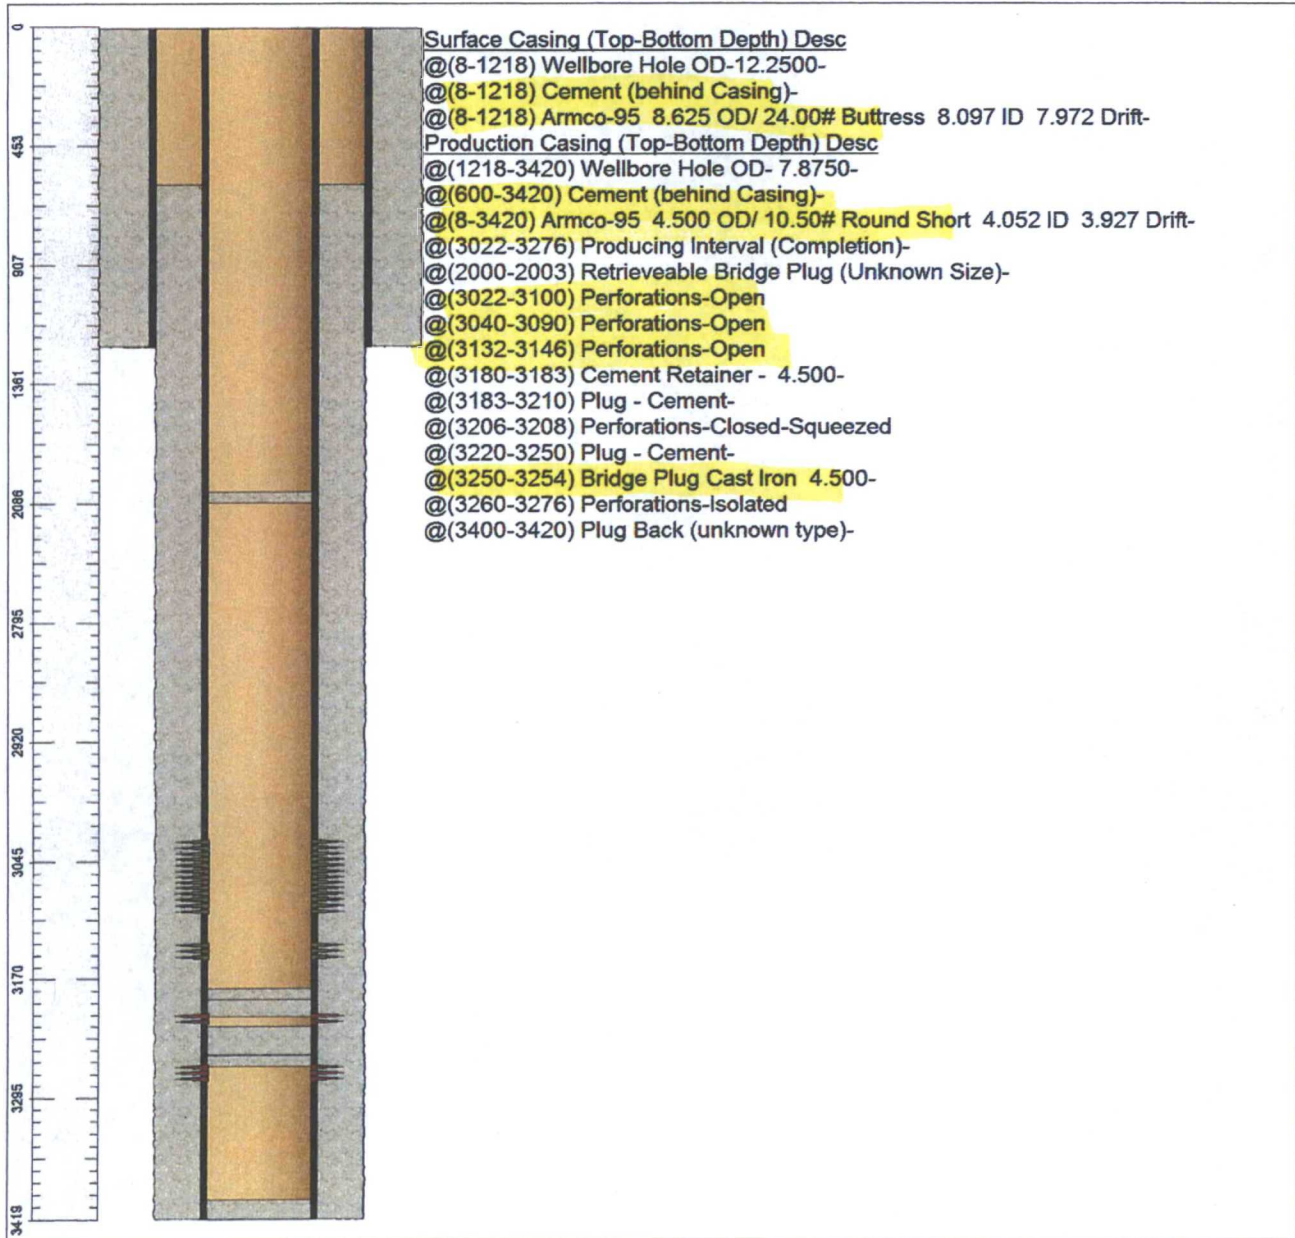 Surface Casing (Top-Bottom Depth) Desc
@(8-1218) Wellbore Hole OD-12.2500-
@(8-1218) Cement (behind Casing)-
@(8-1218) Armco-95 8.625 OD/ 24.00# Buttress 8.097 ID 7.972 Drift-
Production Casing (Top-Bottom Depth) Desc
@(1218-3420) Wellbore Hole OD- 7.8750-
@(600-3420) Cement (behind Casing)-
@(8-3420) Armco-95 4.500 OD/ 10.50# Round Short 4.052 ID 3.927 Drift-
@(3022-3276) Producing Interval (Completion)-
@(2000-2003) Retrieveable Bridge Plug (Unknown Size)-
@(3022-3100) Perforations-Open
@(3040-3090) Perforations-Open
@(3132-3146) Perforations-Open
@(3180-3183) Cement Retainer - 4.500-
@(3183-3210) Plug - Cement-
@(3206-3208) Perforations-Closed-Squeezed
@(3220-3250) Plug - Cement-
@(3250-3254) Bridge Plug Cast Iron 4.500-
@(3260-3276) Perforations-Isolated
@(3400-3420) Plug Back (unknown type)-
0
453
907
1361
2086
2795
2920
3045
3170
3295
3419